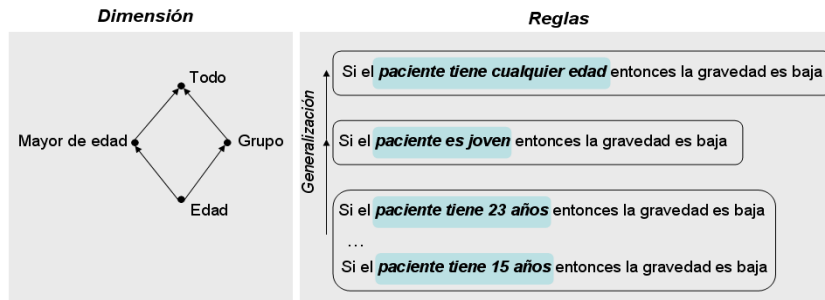 Dimensión
Todo
Mayor de edad
Grupo
Edad
Reglas
Generalización
Si el paciente tiene cualquier edad entonces la gravedad es baja
Si el paciente es joven entonces la gravedad es baja
Si el paciente tiene 23 años entonces la gravedad es baja
...
Si el paciente tiene 15 años entonces la gravedad es baja